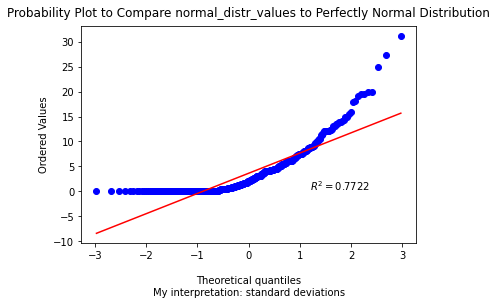 Probability Plot to Compare normal_distr_values to Perfectly Normal Distribution
30
25
20
15
10
5
0
−5
−10
Ordered Values
R² = 0.7722
−3 −2 −1 0 1 2 3
Theoretical quantiles
My interpretation: standard deviations